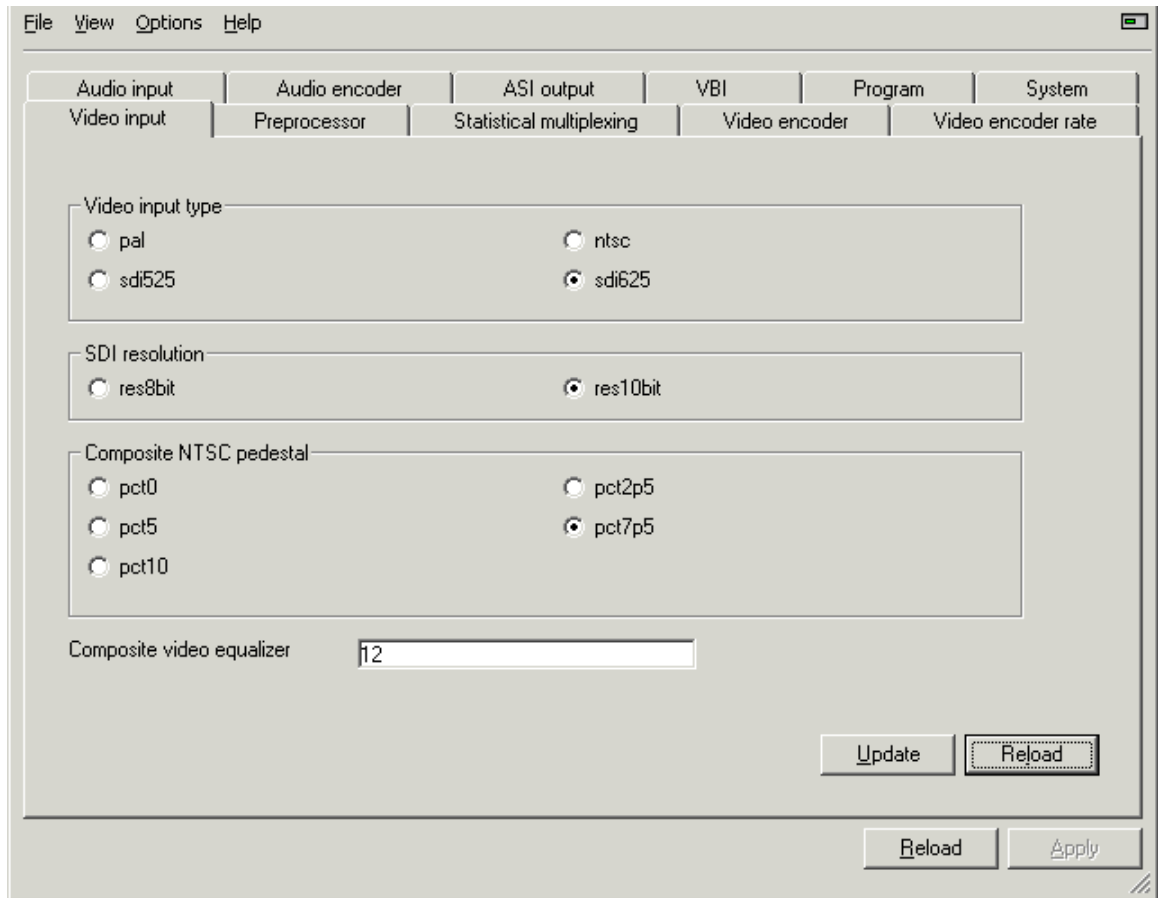 File View Options Help
Audio input Audio encoder ASI output VBI Program System
Video input Preprocessor Statistical multiplexing Video encoder Video encoder rate
Video input type
pal ntsc
sdi525 sdi625
SDI resolution
res8bit res10bit
Composite NTSC pedestal
pct0 pct2p5
pct5 pct7p5
pct10
Composite video equalizer 12
Update Reload
Reload Apply